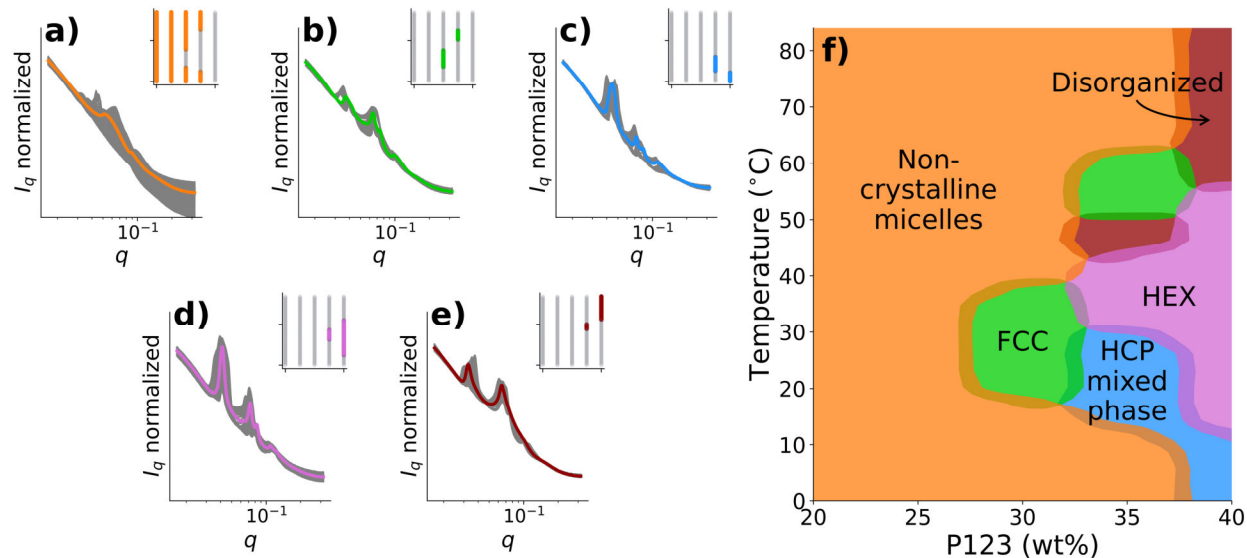 a)
I_q normalized
10^-1
q
b)
I_q normalized
10^-1
q
c)
I_q normalized
10^-1
q
d)
I_q normalized
10^-1
q
e)
I_q normalized
10^-1
q
f)
Temperature (°C)
80
70
60
50
40
30
20
10
0
Disorganized
Non-
crystalline
micelles
FCC
HEX
HCP
mixed
phase
20
25
30
35
40
P123 (wt%)